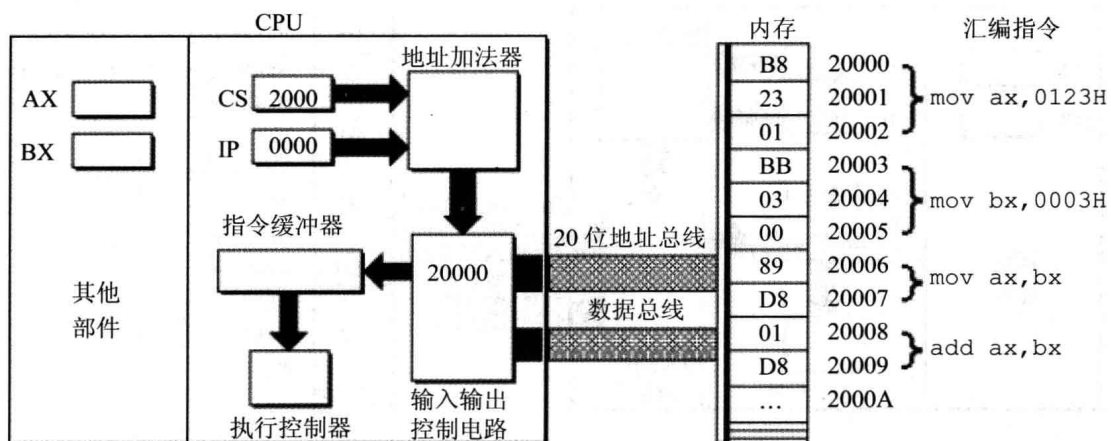 CPU
内存
汇编指令
地址加法器
AX
BX
CS
2000
IP
0000
指令缓冲器
20000
其他
部件
执行控制器
输入输出
控制电路
20位地址总线
数据总线
B8 20000
23 20001
01 20002
mov ax,0123H
BB 20003
03 20004
00 20005
mov bx,0003H
89 20006
D8 20007
mov ax,bx
01 20008
D8 20009
add ax,bx
… 2000A